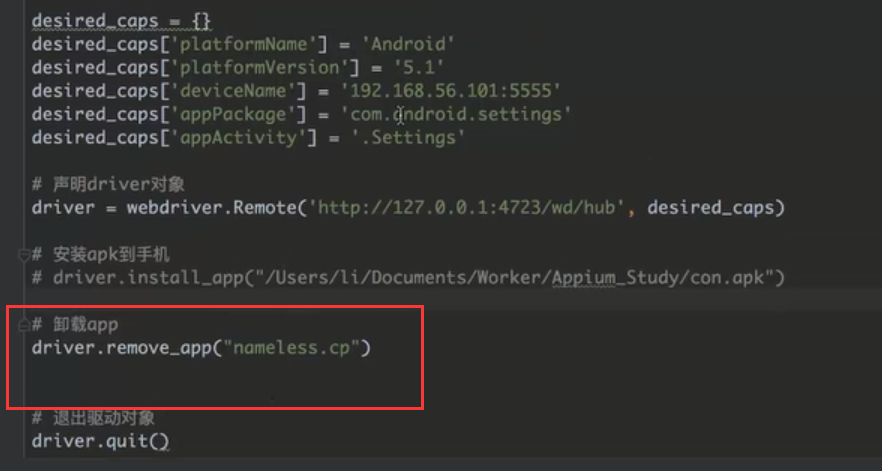 desired_caps = {}
desired_caps['platformName'] = 'Android'
desired_caps['platformVersion'] = '5.1'
desired_caps['deviceName'] = '192.168.56.101:5555'
desired_caps['appPackage'] = 'com.android.settings'
desired_caps['appActivity'] = '.Settings'
# 声明driver对象
driver = webdriver.Remote('http://127.0.0.1:4723/wd/hub', desired_caps)
# 安装apk到手机
# driver.install_app("/Users/li/Documents/Worker/Appium_Study/con.apk")
# 卸载app
driver.remove_app("nameless.cp")
# 退出驱动对象
driver.quit()